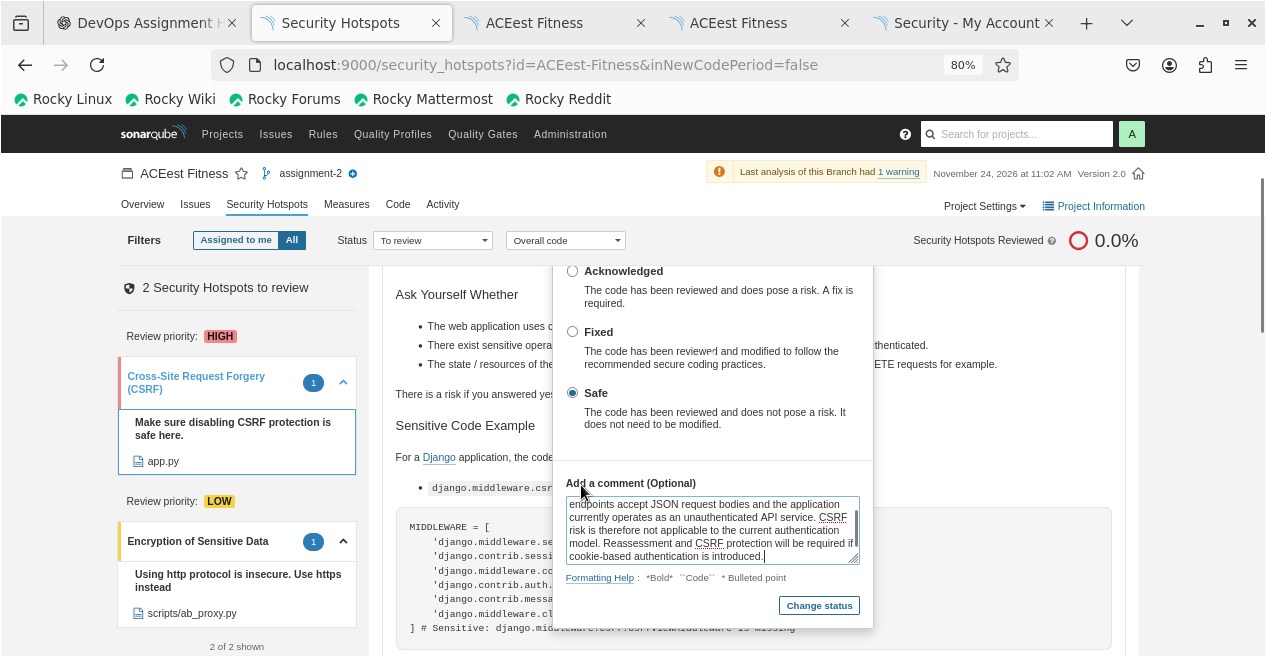 DevOps Assignment H
Security Hotspots
ACEest Fitness
ACEest Fitness
Security - My Account
localhost:9000/security_hotspots?id=ACEest-Fitness&inNewCodePeriod=false
80%
Rocky Linux
Rocky Wiki
Rocky Forums
Rocky Mattermost
Rocky Reddit
sonarqube
Projects
Issues
Rules
Quality Profiles
Quality Gates
Administration
Search for projects...
A
ACEest Fitness
assignment-2
Last analysis of this Branch had 1 warning
November 24, 2026 at 11:02 AM
Version 2.0
Overview
Issues
Security Hotspots
Measures
Code
Activity
Project Settings
Project Information
Filters
Assigned to me
All
Status
To review
Overall code
Security Hotspots Reviewed
0.0%
2 Security Hotspots to review
Review priority: HIGH
Cross-Site Request Forgery
(CSRF)
1
Make sure disabling CSRF protection is
safe here.
app.py
Review priority: LOW
Encryption of Sensitive Data
1
Using http protocol is insecure. Use https
instead
scripts/ab_proxy.py
2 of 2 shown
Ask Yourself Whether
The web application uses c
There exist sensitive opera
thenticated.
The state / resources of the
ETE requests for example.
There is a risk if you answered yes
Sensitive Code Example
For a Django application, the code
django.middleware.csr
MIDDLEWARE = [
'django.middleware.se
'django.contrib.sessi
'django.middleware.co
'django.contrib.auth.
'django.contrib.messa
'django.middleware.cl
] # Sensitive: django.middleware.csrf.CsrfViewMiddleware is missing
Acknowledged
The code has been reviewed and does pose a risk. A fix is
required.
Fixed
The code has been reviewed and modified to follow the
recommended secure coding practices.
Safe
The code has been reviewed and does not pose a risk. It
does not need to be modified.
Add a comment (Optional)
endpoints accept JSON request bodies and the application
currently operates as an unauthenticated API service. CSRF
risk is therefore not applicable to the current authentication
model. Reassessment and CSRF protection will be required if
cookie-based authentication is introduced.
Formatting Help : *Bold* ``Code`` * Bulleted point
Change status